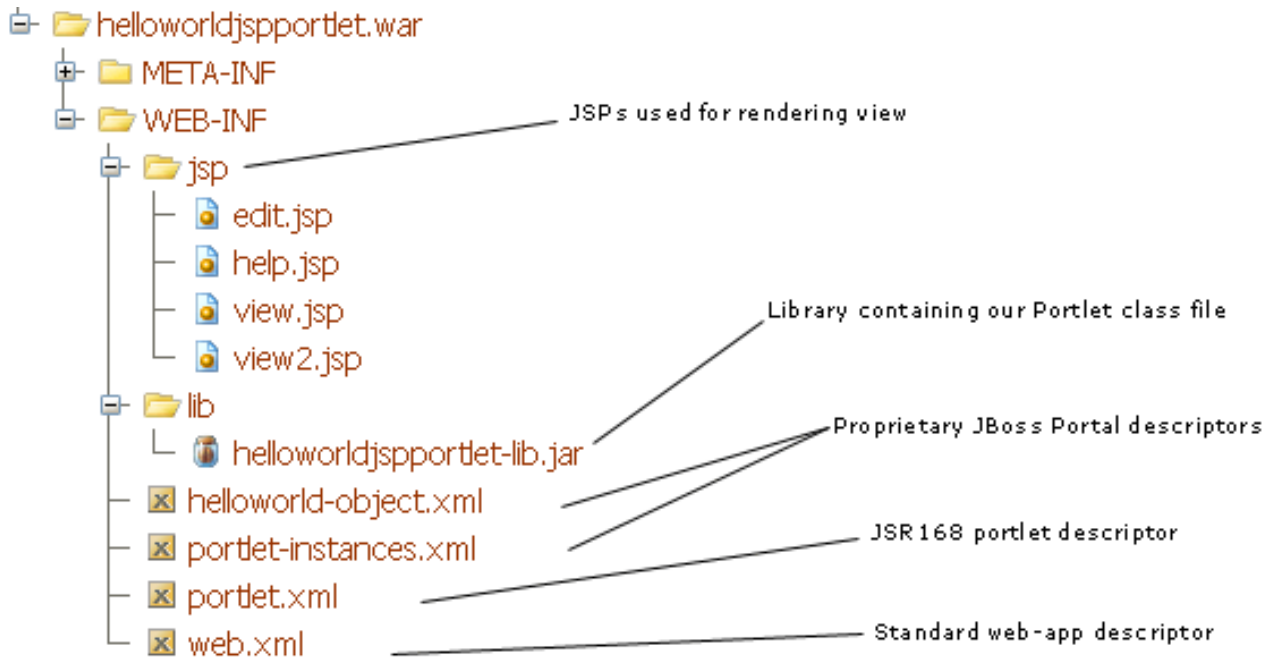 helloworldjspportlet.war
META-INF
WEB-INF
JSPs used for rendering view
jsp
edit.jsp
help.jsp
view.jsp
Library containing our Portlet class file
view2.jsp
lib
Proprietary JBoss Portal descriptors
helloworldjspportlet-lib.jar
helloworld-object.xml
JSR168 portlet descriptor
portlet-instances.xml
portlet.xml
Standard web-app descriptor
web.xml